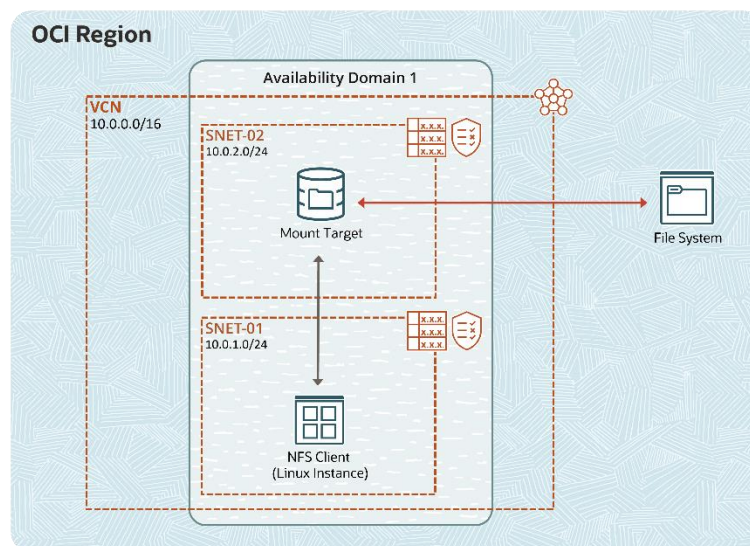 OCI Region
Availability Domain 1
VCN
10.0.0.0/16
SNET-02
10.0.2.0/24
x.x.x.
x.x.x.
x.x.x.
Mount Target
File System
SNET-01
10.0.1.0/24
x.x.x.
x.x.x.
x.x.x.
NFS Client
(Linux Instance)